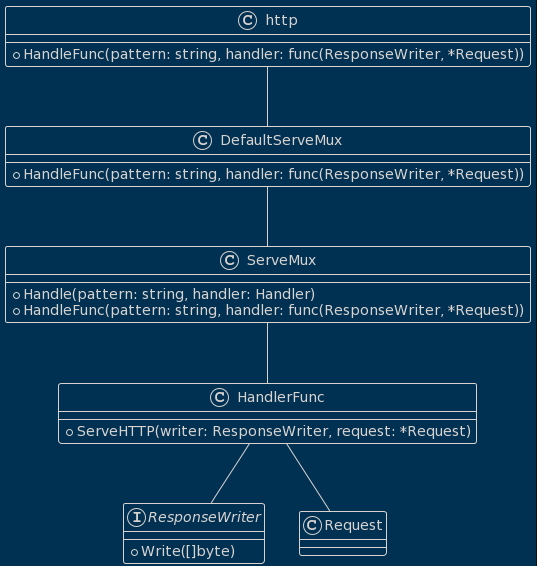 C http
HandleFunc(pattern: string, handler: func(ResponseWriter, *Request))
C DefaultServeMux
HandleFunc(pattern: string, handler: func(ResponseWriter, *Request))
C ServeMux
Handle(pattern: string, handler: Handler)
HandleFunc(pattern: string, handler: func(ResponseWriter, *Request))
C HandlerFunc
ServeHTTP(writer: ResponseWriter, request: *Request)
I ResponseWriter
Write([]byte)
C Request